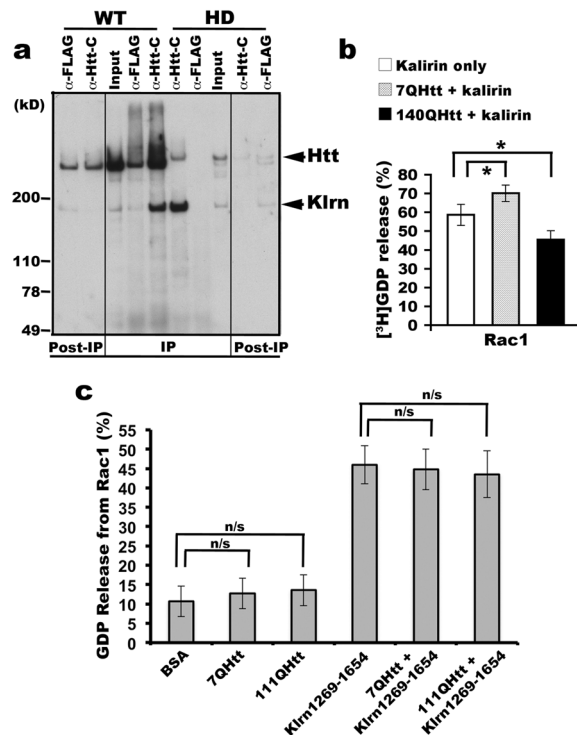 a
WT HD
α-FLAG
α-Htt-C
Input
α-FLAG
α-Htt-C
α-Htt-C
α-FLAG
Input
α-Htt-C
α-FLAG
(kD)
200
110
78
49
Htt
Klrn
Post-IP IP Post-IP
b
Kalirin only
7QHtt + kalirin
140QHtt + kalirin
[³H]GDP release (%)
80
70
60
50
40
30
20
10
0
*
*
Rac1
c
GDP Release from Rac1 (%)
55
50
45
40
35
30
25
20
15
10
5
0
n/s
n/s
n/s
n/s
BSA
7QHtt
111QHtt
Klrn1269-1654
7QHtt +
Klrn1269-1654
111QHtt +
Klrn1269-1654